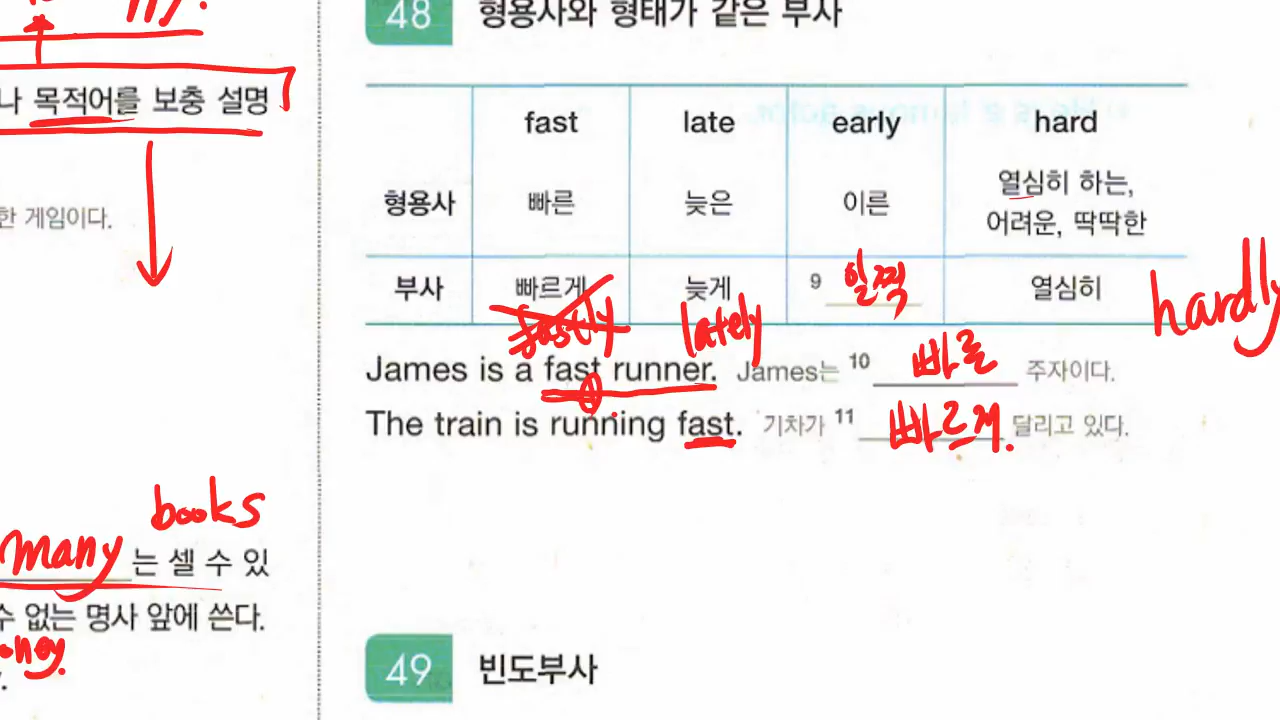 나 목적어를 보충 설명
한 게임이다.
books
many 는 셀 수 있
수 없는 명사 앞에 쓴다.
oney.
48 형용사와 형태가 같은 부사
fast late early hard
형용사 빠른 늦은 이른 열심히 하는,
어려운, 딱딱한
부사 빠르게 늦게 9 일찍 열심히
fastly lately hardly
James is a fast runner. James는 10 빠른 주자이다.
The train is running fast. 기차가 11 빠르게. 달리고 있다.
49 빈도부사